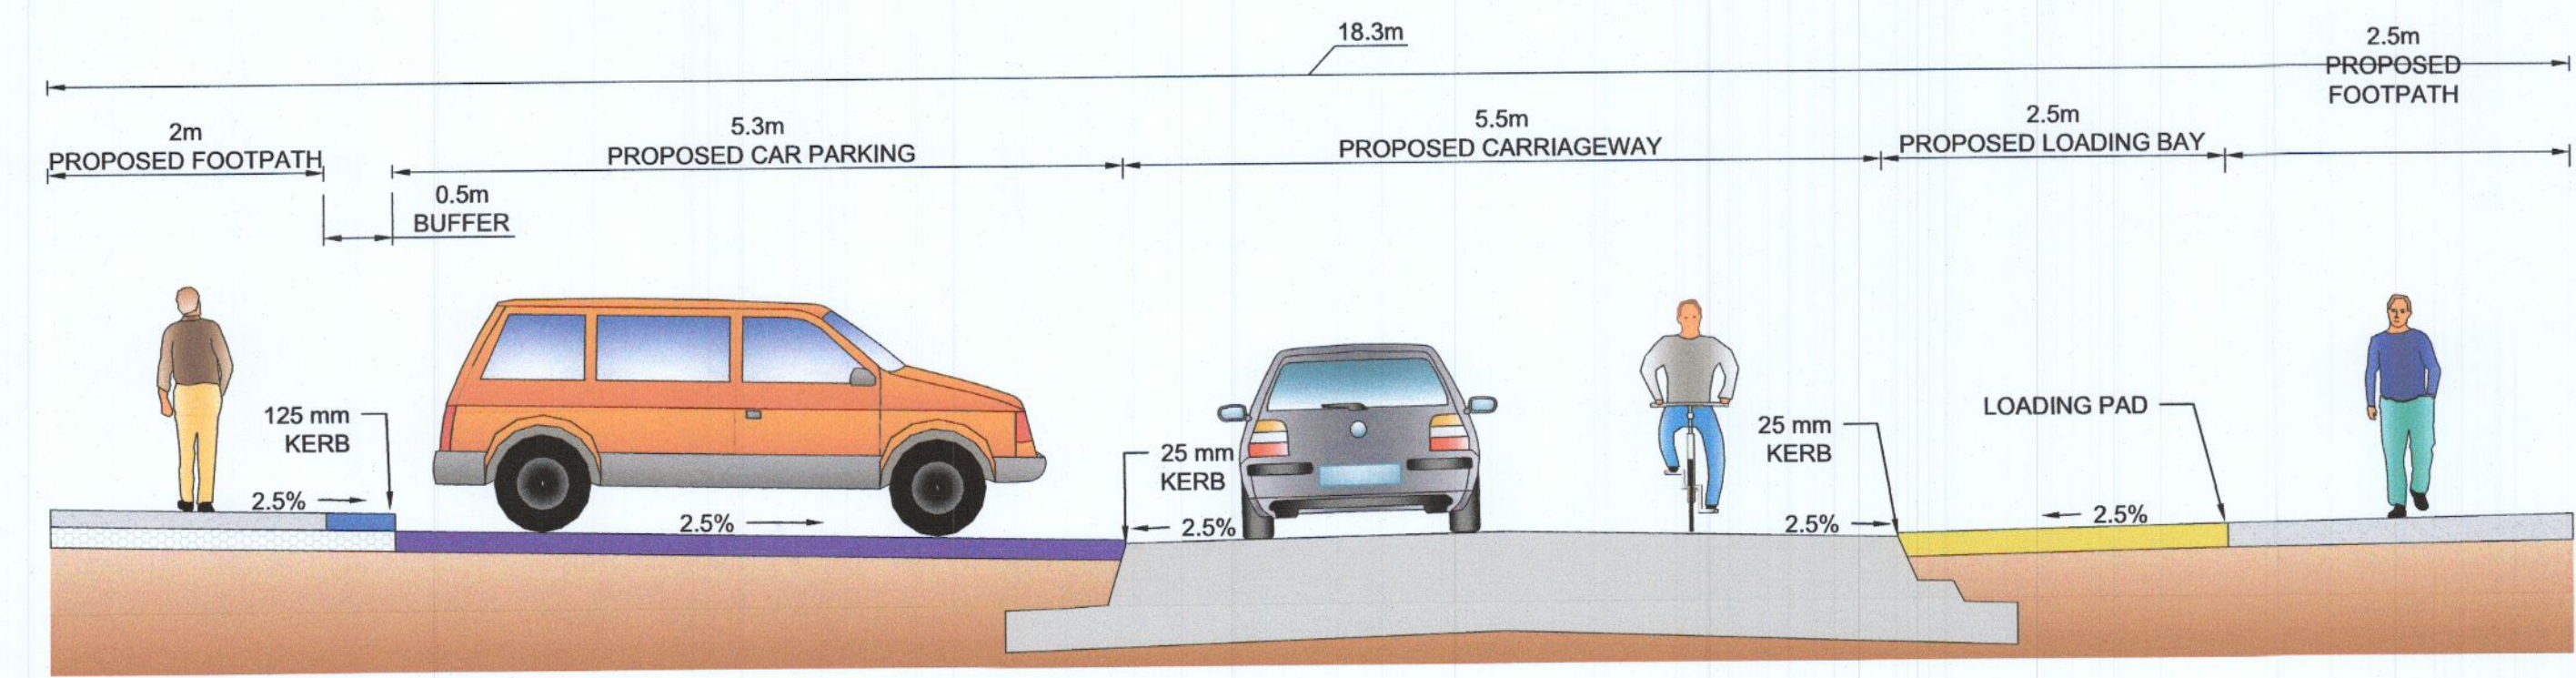 18.3m
2.5m
PROPOSED
FOOTPATH
2m
PROPOSED FOOTPATH
5.3m
PROPOSED CAR PARKING
5.5m
PROPOSED CARRIAGEWAY
2.5m
PROPOSED LOADING BAY
0.5m
BUFFER
125 mm
KERB
2.5%
2.5%
25 mm
KERB
2.5%
25 mm
KERB
2.5%
LOADING PAD
2.5%